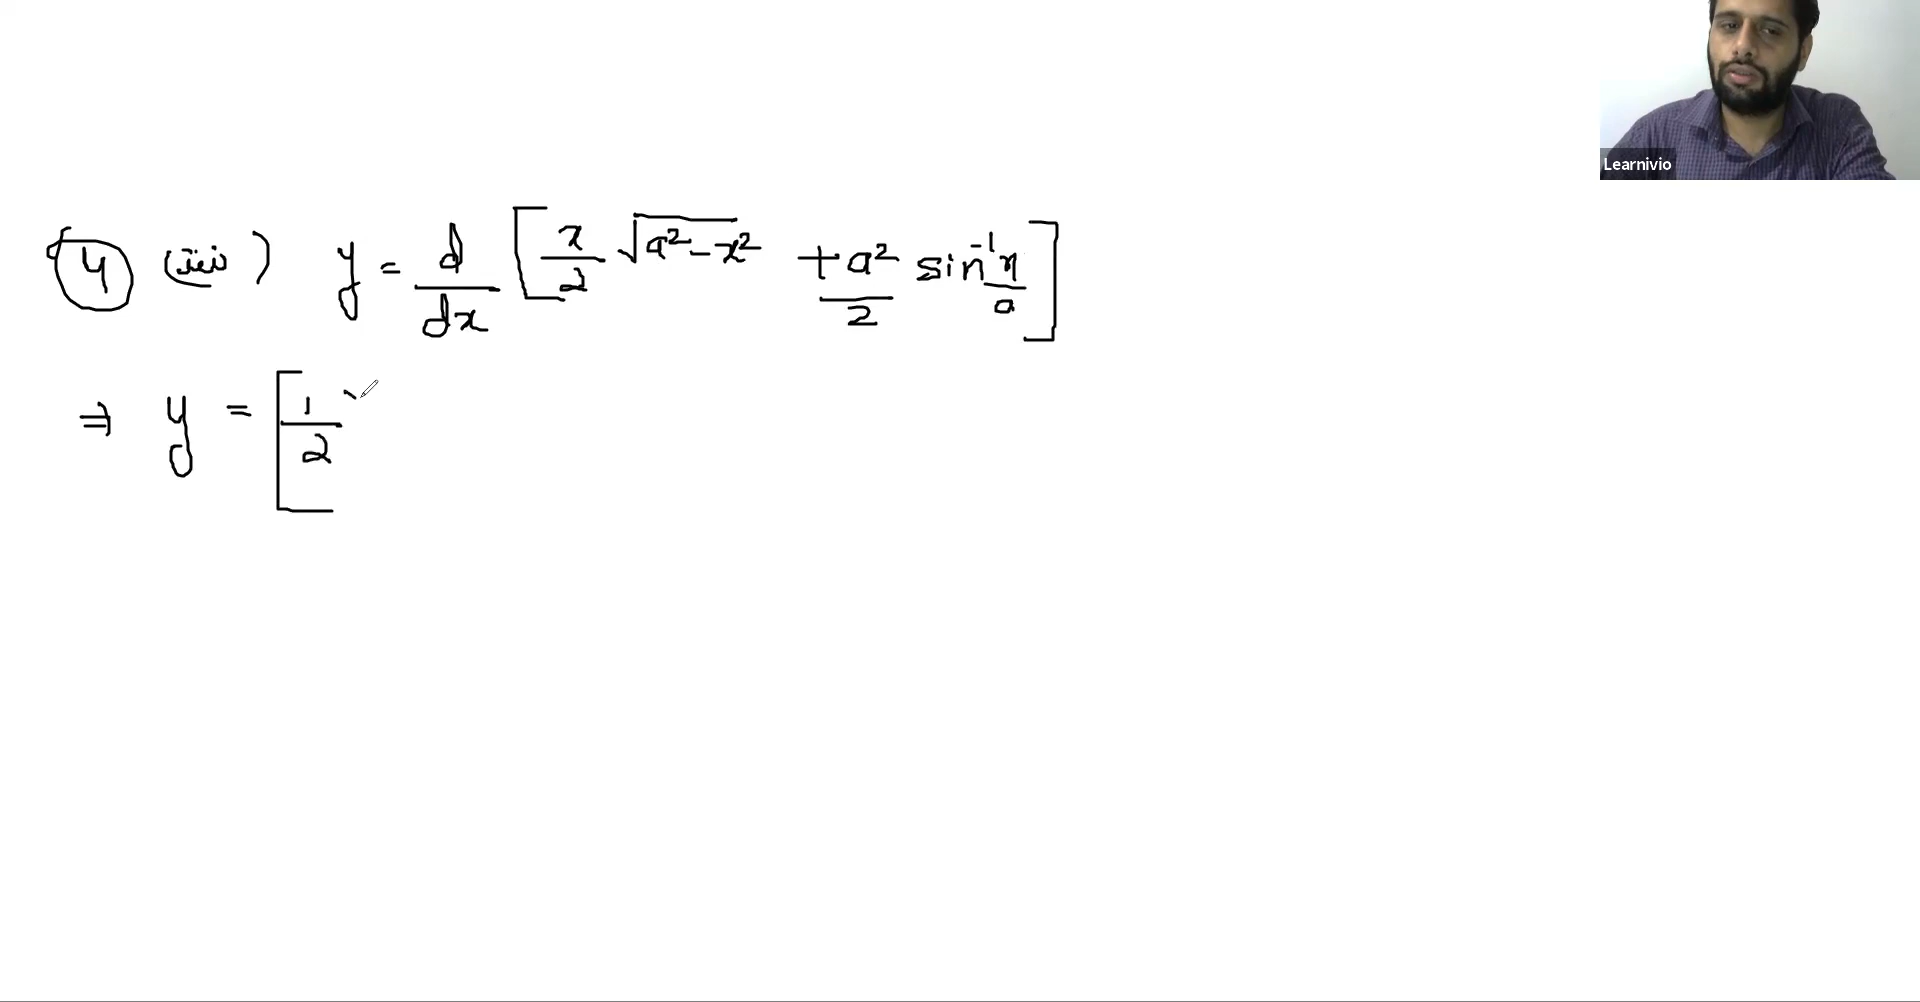 Learnivio
4 (iii) y = d/dx [x/2 √(a² - x²) + a²/2 sin⁻¹ x/a]
⇒ y = [1/2